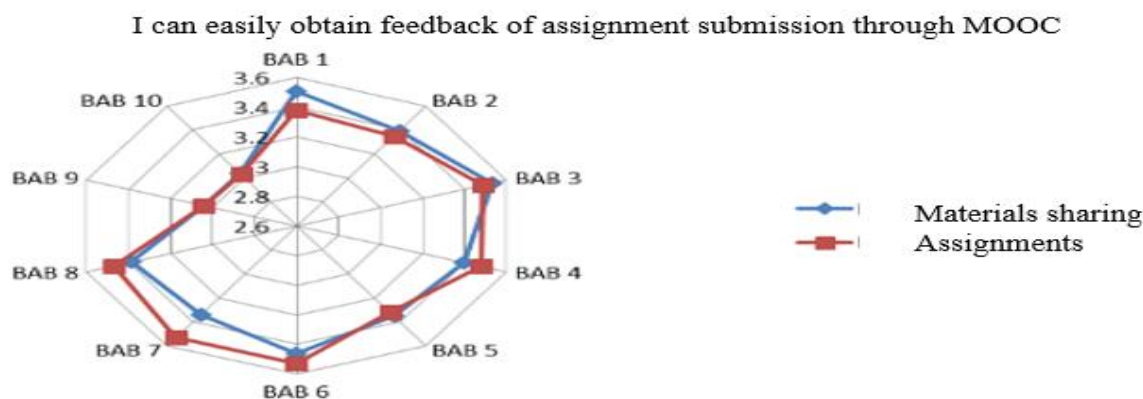 I can easily obtain feedback of assignment submission through MOOC
BAB 1
3.6
BAB 10
BAB 2
3.4
3.2
3
BAB 9
BAB 3
2.8
2.6
BAB 8
BAB 4
BAB 7
BAB 5
BAB 6
Materials sharing
Assignments